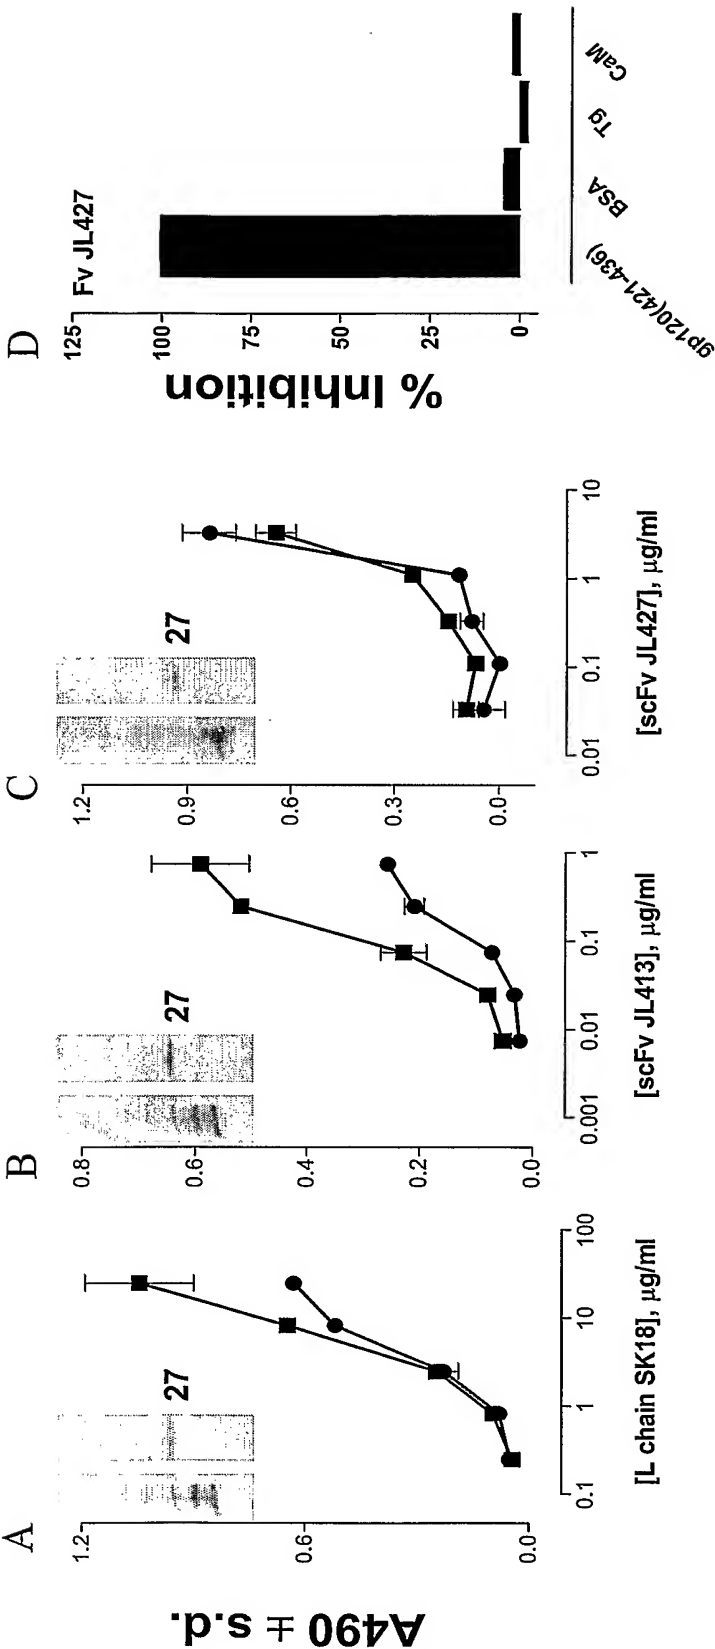 A490 ± s.d.
A
1.2
0.6
0.0
27
0.1
1
10
100
[L chain SK18], µg/ml
B
0.8
0.6
0.4
0.2
0.0
27
0.001
0.01
0.1
1
[scFv JL413], µg/ml
C
1.2
0.9
0.6
0.3
0.0
27
0.01
0.1
1
10
[scFv JL427], µg/ml
D
% Inhibition
125
100
75
50
25
0
Fv JL427
gp120(421-436)
BSA
Tg
CaM